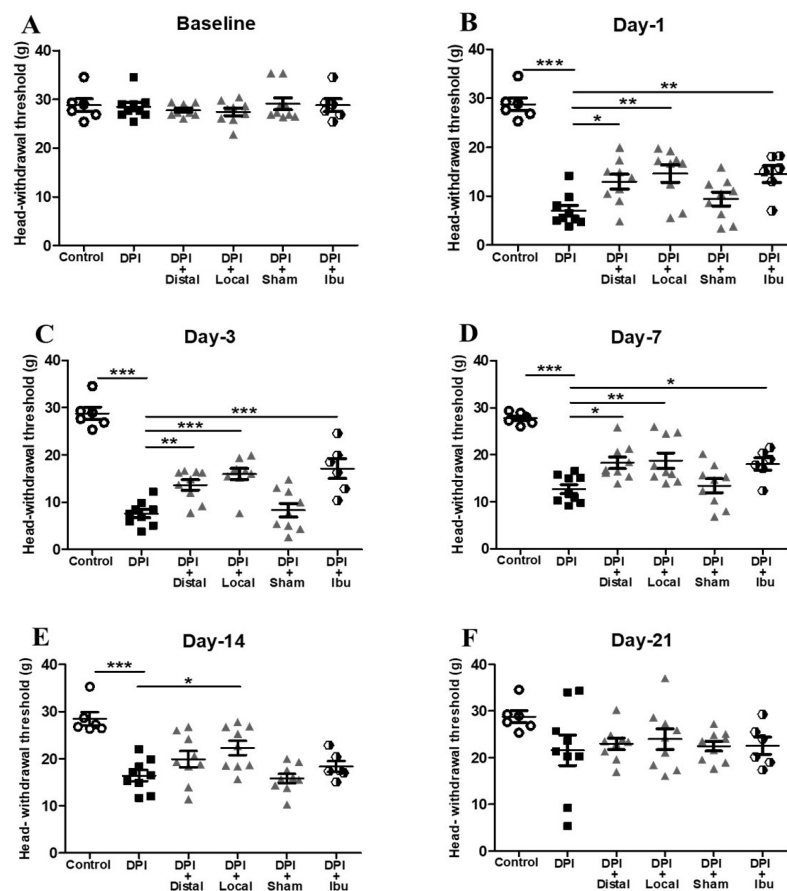 A
Baseline
Head-withdrawal threshold (g)
40
30
20
10
0
Control
DPI
DPI + Distal
DPI + Local
DPI + Sham
DPI + Ibu
B
Day-1
Head-withdrawal threshold (g)
40
30
20
10
0
***
**
**
*
Control
DPI
DPI + Distal
DPI + Local
DPI + Sham
DPI + Ibu
C
Day-3
Head-withdrawal threshold (g)
40
30
20
10
0
***
***
***
**
Control
DPI
DPI + Distal
DPI + Local
DPI + Sham
DPI + Ibu
D
Day-7
Head-withdrawal threshold (g)
40
30
20
10
0
***
*
**
*
Control
DPI
DPI + Distal
DPI + Local
DPI + Sham
DPI + Ibu
E
Day-14
Head- withdrawal threshold (g)
40
30
20
10
0
***
*
Control
DPI
DPI + Distal
DPI + Local
DPI + Sham
DPI + Ibu
F
Day-21
Head- withdrawal threshold (g)
40
30
20
10
0
Control
DPI
DPI + Distal
DPI + Local
DPI + Sham
DPI + Ibu